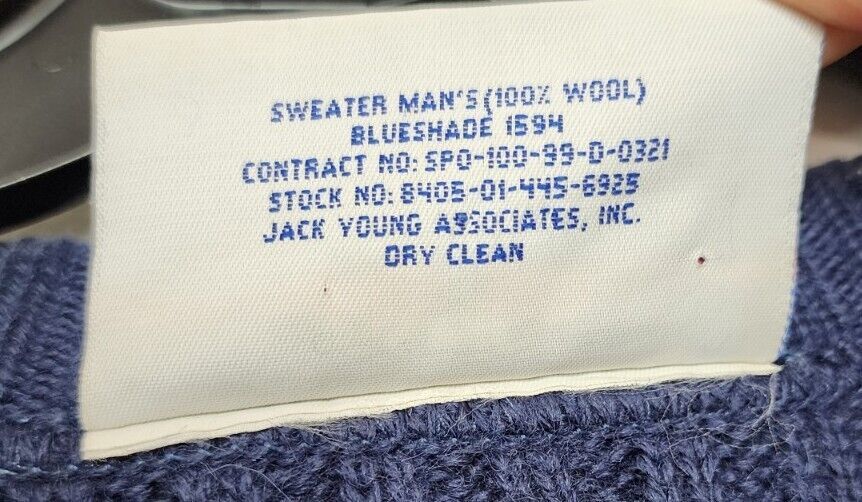 SWEATER MAN'S (100% WOOL)
BLUESHADE 1594
CONTRACT NO: SPO-100-99-D-0321
STOCK NO: 8405-01-445-6925
JACK YOUNG ASSOCIATES, INC.
DRY CLEAN